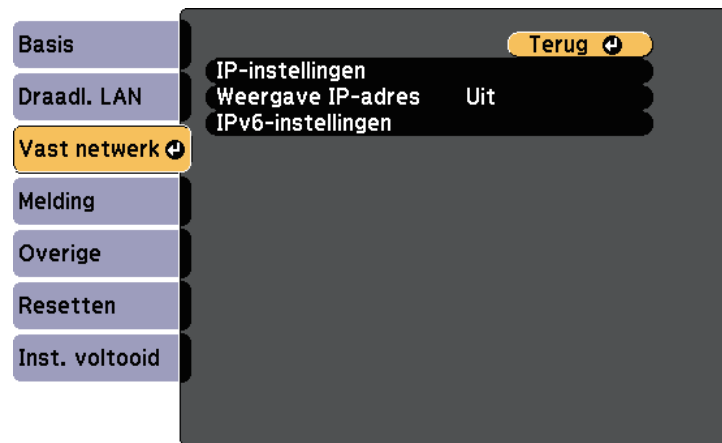 Basis
Draadl. LAN
Vast netwerk
Melding
Overige
Resetten
Inst. voltooid
Terug
IP-instellingen
Weergave IP-adres Uit
IPv6-instellingen